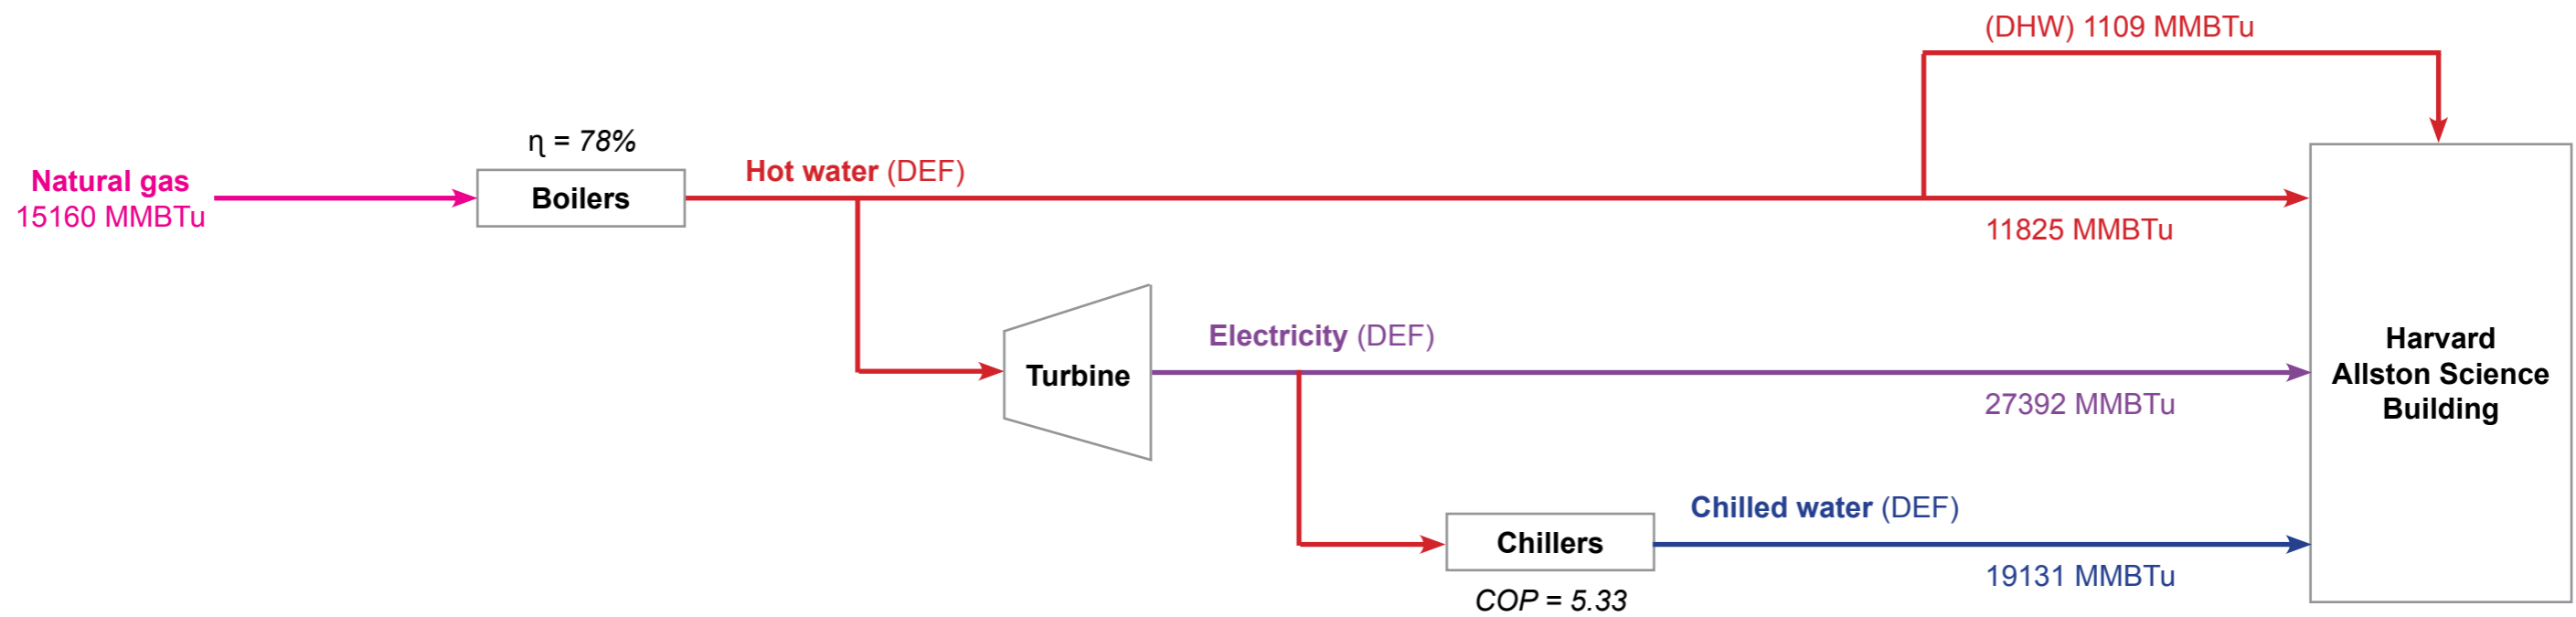 (DHW) 1109 MMBTu
η = 78%
Natural gas
15160 MMBTu
Boilers
Hot water (DEF)
11825 MMBTu
Turbine
Electricity (DEF)
27392 MMBTu
Harvard
Allston Science
Building
Chillers
COP = 5.33
Chilled water (DEF)
19131 MMBTu